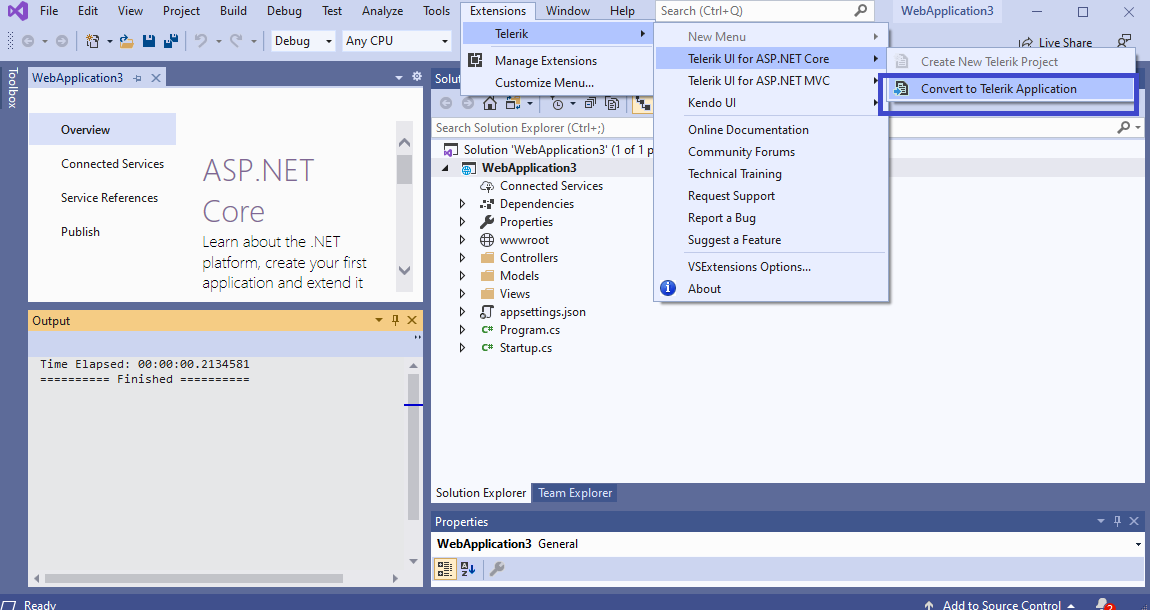 File Edit View Project Build Debug Test Analyze Tools Extensions Window Help Search (Ctrl+Q) WebApplication3
Debug Any CPU Live Share
Toolbox
WebApplication3
Overview
Connected Services
Service References
Publish
ASP.NET
Core
Learn about the .NET
platform, create your first
application and extend it
Output
Time Elapsed: 00:00:00.2134581
========== Finished ==========
Telerik
Manage Extensions
Customize Menu...
New Menu
Telerik UI for ASP.NET Core
Telerik UI for ASP.NET MVC
Kendo UI
Online Documentation
Community Forums
Technical Training
Request Support
Report a Bug
Suggest a Feature
VSExtensions Options...
About
Create New Telerik Project
Convert to Telerik Application
Solu
Search Solution Explorer (Ctrl+;)
Solution 'WebApplication3' (1 of 1 p
WebApplication3
Connected Services
Dependencies
Properties
wwwroot
Controllers
Models
Views
appsettings.json
C# Program.cs
C# Startup.cs
Solution Explorer Team Explorer
Properties
WebApplication3 General
Ready Add to Source Control 2